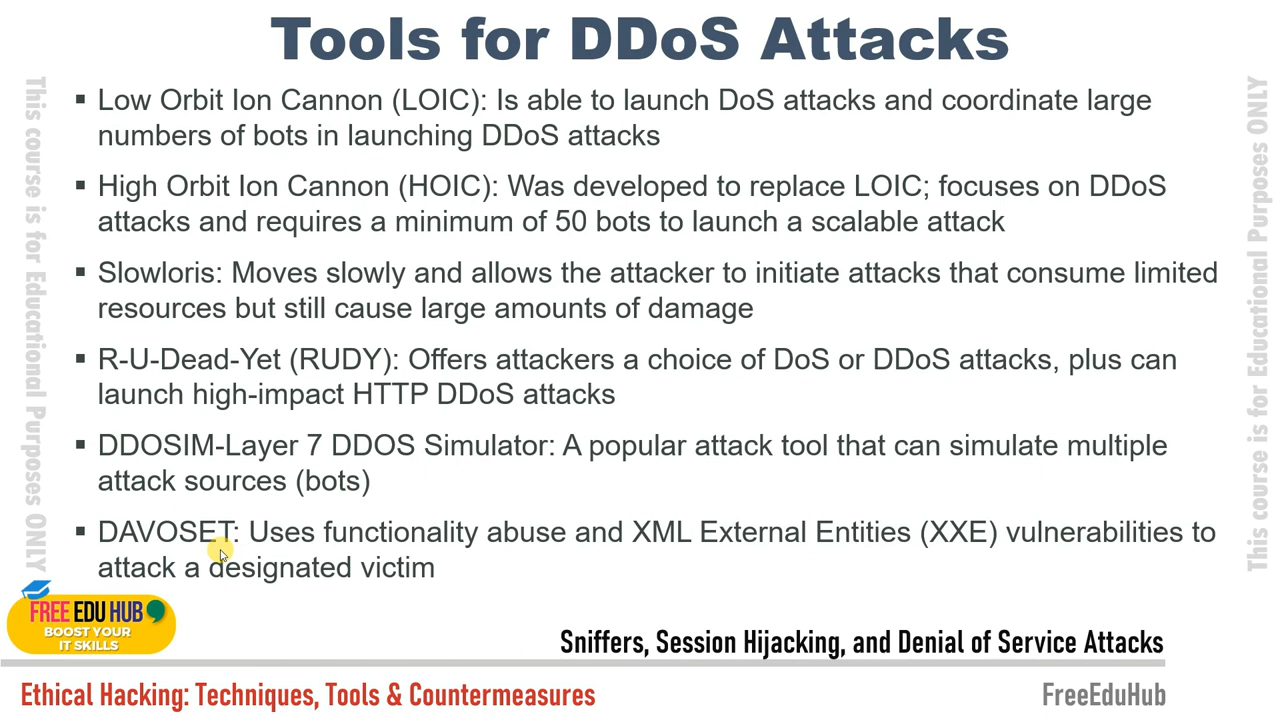 Tools for DDoS Attacks
▪ Low Orbit Ion Cannon (LOIC): Is able to launch DoS attacks and coordinate large
numbers of bots in launching DDoS attacks
▪ High Orbit Ion Cannon (HOIC): Was developed to replace LOIC; focuses on DDoS
attacks and requires a minimum of 50 bots to launch a scalable attack
▪ Slowloris: Moves slowly and allows the attacker to initiate attacks that consume limited
resources but still cause large amounts of damage
▪ R-U-Dead-Yet (RUDY): Offers attackers a choice of DoS or DDoS attacks, plus can
launch high-impact HTTP DDoS attacks
▪ DDOSIM-Layer 7 DDOS Simulator: A popular attack tool that can simulate multiple
attack sources (bots)
▪ DAVOSET: Uses functionality abuse and XML External Entities (XXE) vulnerabilities to
attack a designated victim
This course is for Educational Purposes ONLY
This course is for Educational Purposes ONLY
FREE EDU HUB
BOOST YOUR
IT SKILLS
Sniffers, Session Hijacking, and Denial of Service Attacks
Ethical Hacking: Techniques, Tools & Countermeasures
FreeEduHub